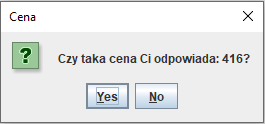 Cena
Czy taka cena Ci odpowiada: 416?
Yes
No